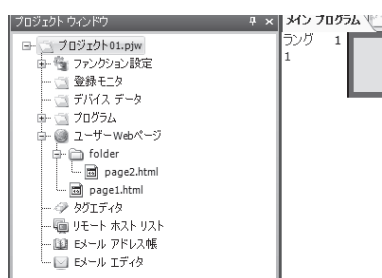 プロジェクト ウィンドウ
メイン プログラム
プロジェクト01.pjw
ファンクション設定
登録モニタ
デバイス データ
プログラム
ユーザーWebページ
folder
page2.html
page1.html
タグエディタ
リモート ホスト リスト
Eメール アドレス帳
Eメール エディタ
ラング 1
1